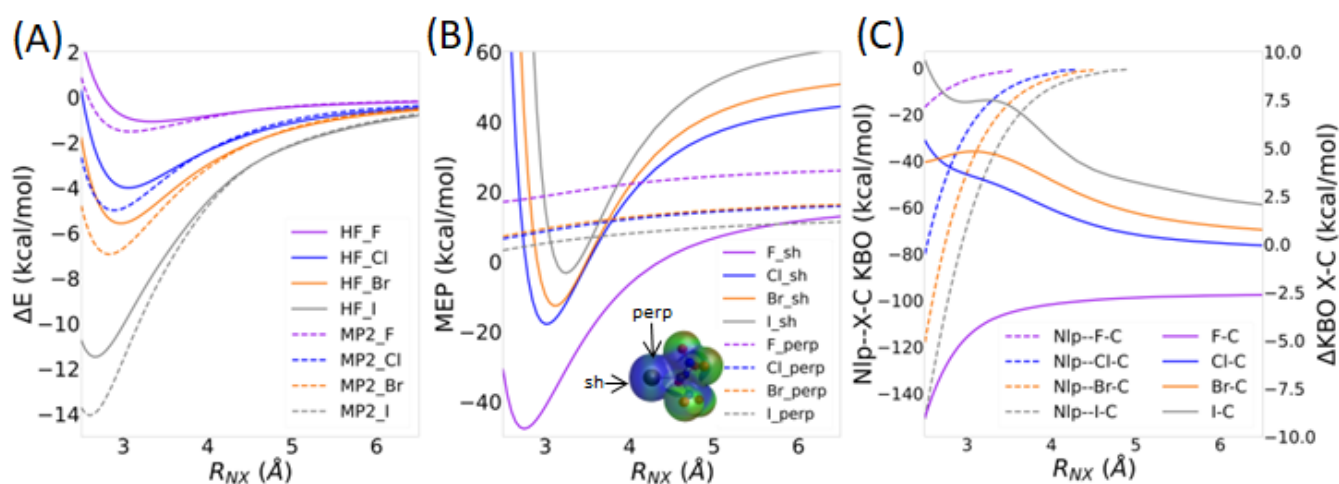 (A)
ΔE (kcal/mol)
2
0
−2
−4
−6
−8
−10
−12
−14
3
4
5
6
R_NX (Å)
HF_F
HF_Cl
HF_Br
HF_I
MP2_F
MP2_Cl
MP2_Br
MP2_I
(B)
MEP (kcal/mol)
60
40
20
0
−20
−40
3
4
5
6
R_NX (Å)
perp
sh
F_sh
Cl_sh
Br_sh
I_sh
F_perp
Cl_perp
Br_perp
I_perp
(C)
Nlp--X-C KBO (kcal/mol)
0
−20
−40
−60
−80
−100
−120
−140
3
4
5
6
R_NX (Å)
Nlp--F-C
Nlp--Cl-C
Nlp--Br-C
Nlp--I-C
F-C
Cl-C
Br-C
I-C
10.0
7.5
5.0
2.5
0.0
−2.5
−5.0
−7.5
−10.0
ΔKBO X-C (kcal/mol)